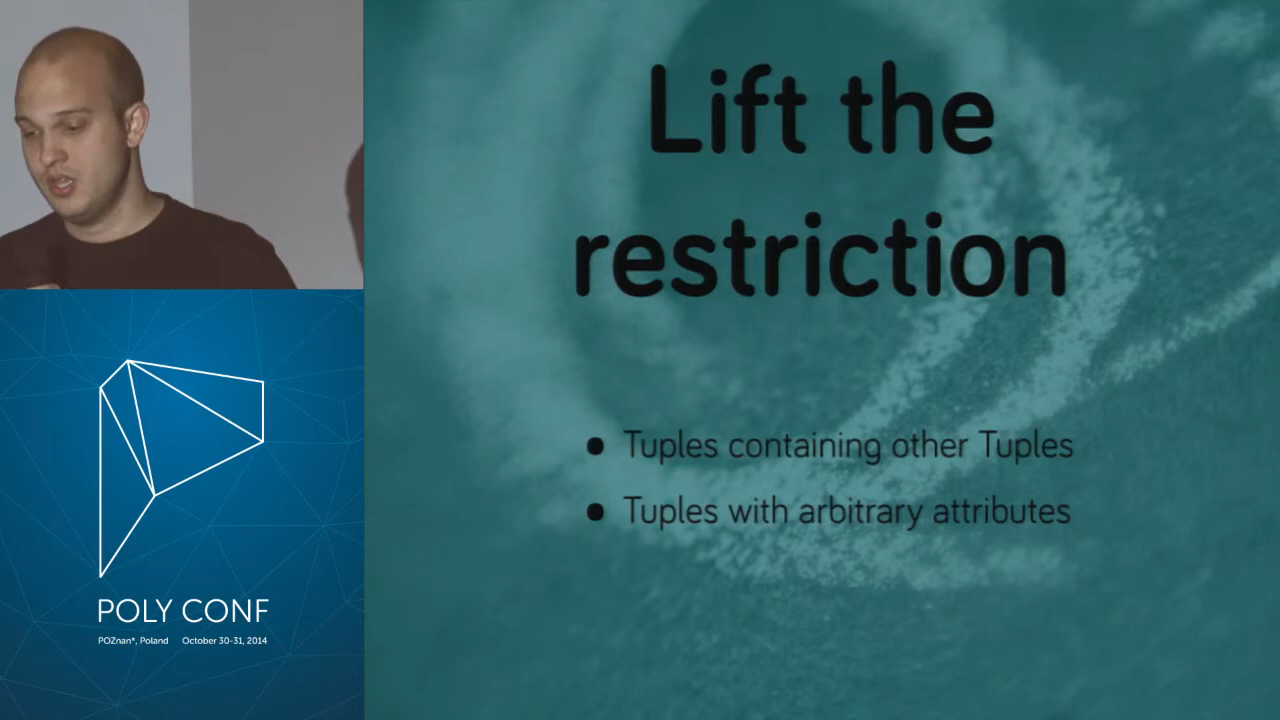 Lift the
restriction
• Tuples containing other Tuples
• Tuples with arbitrary attributes
POLY CONF
POZnan*, Poland October 30-31, 2014